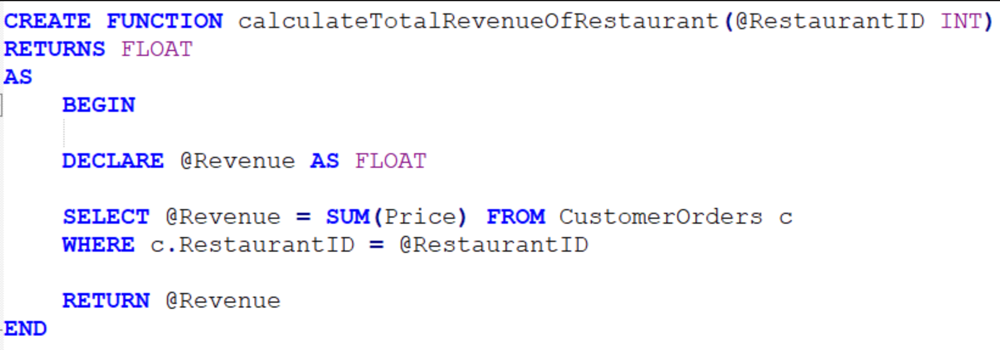 CREATE FUNCTION calculateTotalRevenueOfRestaurant(@RestaurantID INT)
RETURNS FLOAT
AS
BEGIN
DECLARE @Revenue AS FLOAT
SELECT @Revenue = SUM(Price) FROM CustomerOrders c
WHERE c.RestaurantID = @RestaurantID
RETURN @Revenue
END